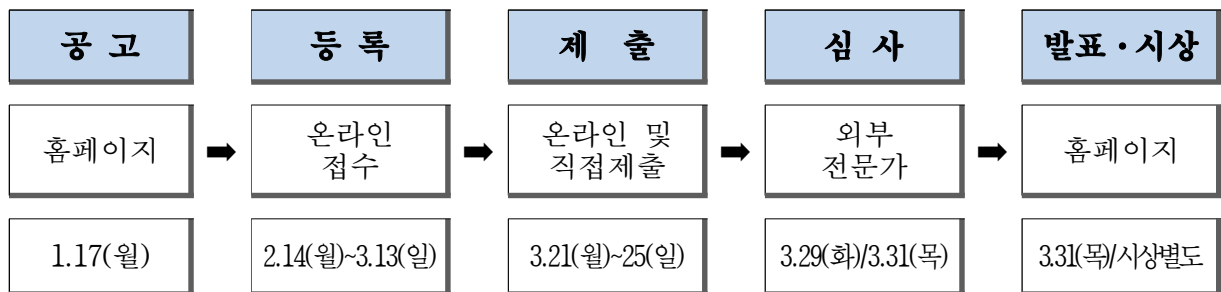 공 고
등 록
제 출
심 사
발표·시상
홈페이지
온라인
접수
온라인 및
직접제출
외부
전문가
홈페이지
1.17(월)
2.14(월)~3.13(일)
3.21(월)~25(일)
3.29(화)/3.31(목)
3.31(목)/시상별도